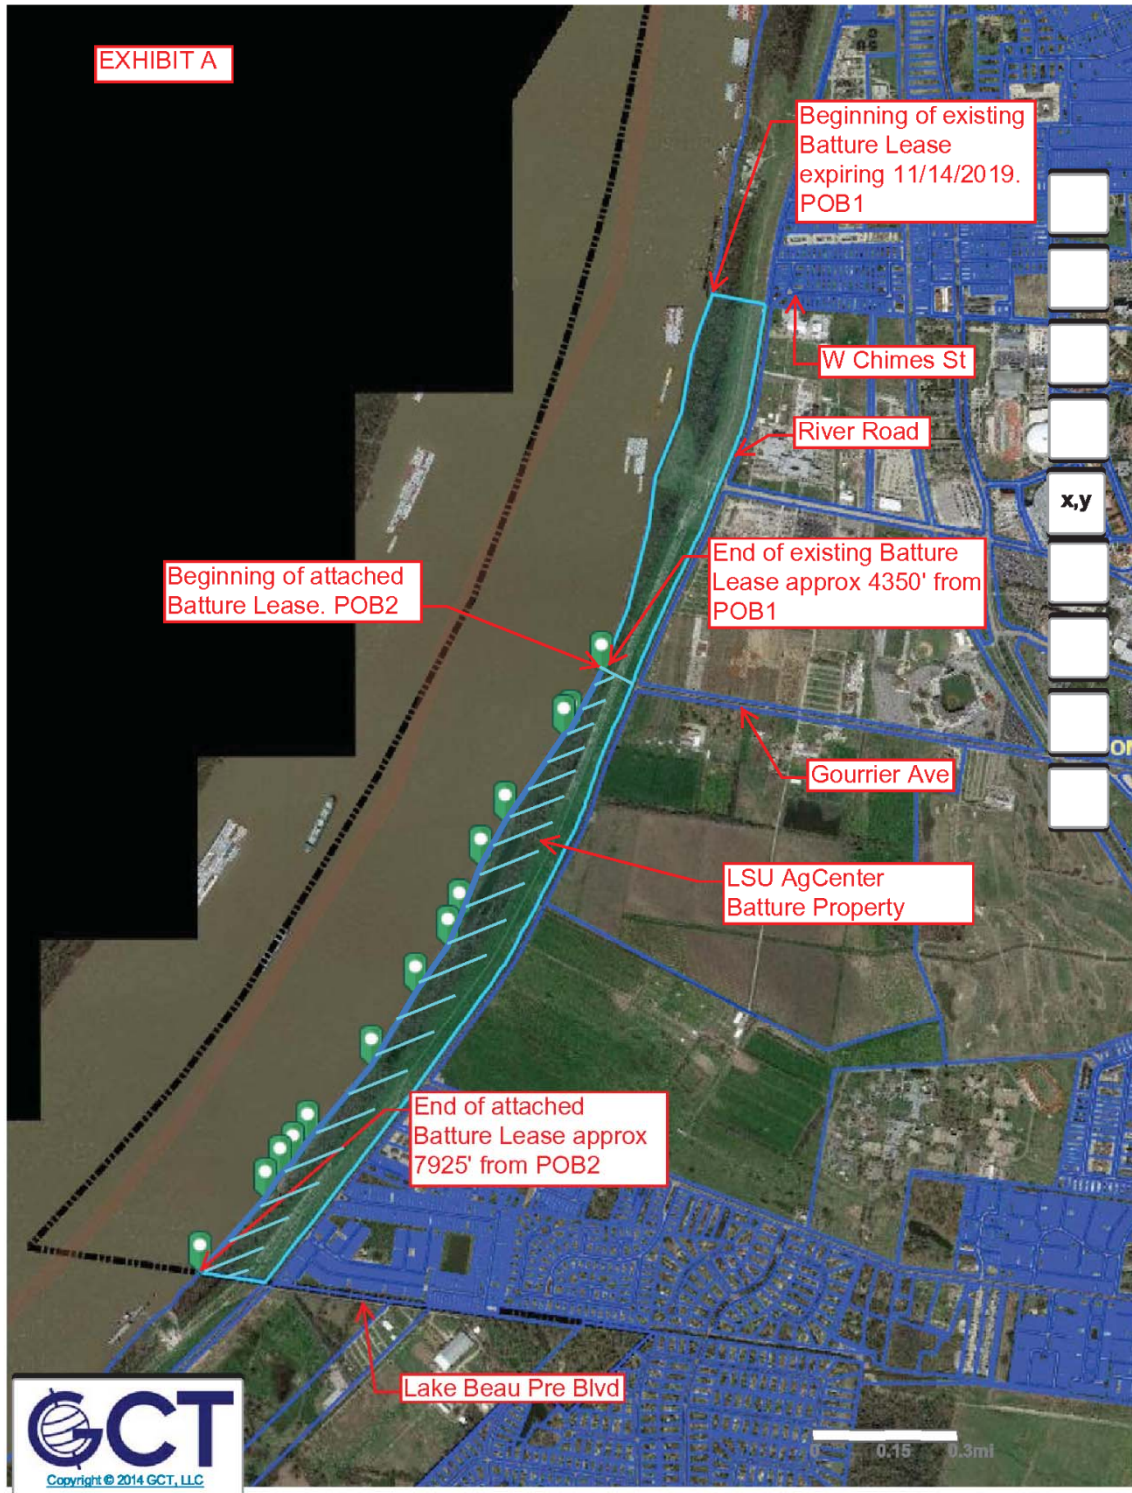 EXHIBIT A
Beginning of existing
Batture Lease
expiring 11/14/2019.
POB1
W Chimes St
River Road
x,y
End of existing Batture
Lease approx 4350' from
POB1
Beginning of attached
Batture Lease. POB2
Gourrier Ave
LSU AgCenter
Batture Property
End of attached
Batture Lease approx
7925' from POB2
Lake Beau Pre Blvd
0 0.15 0.3mi
GCT
Copyright © 2014 GCT, LLC